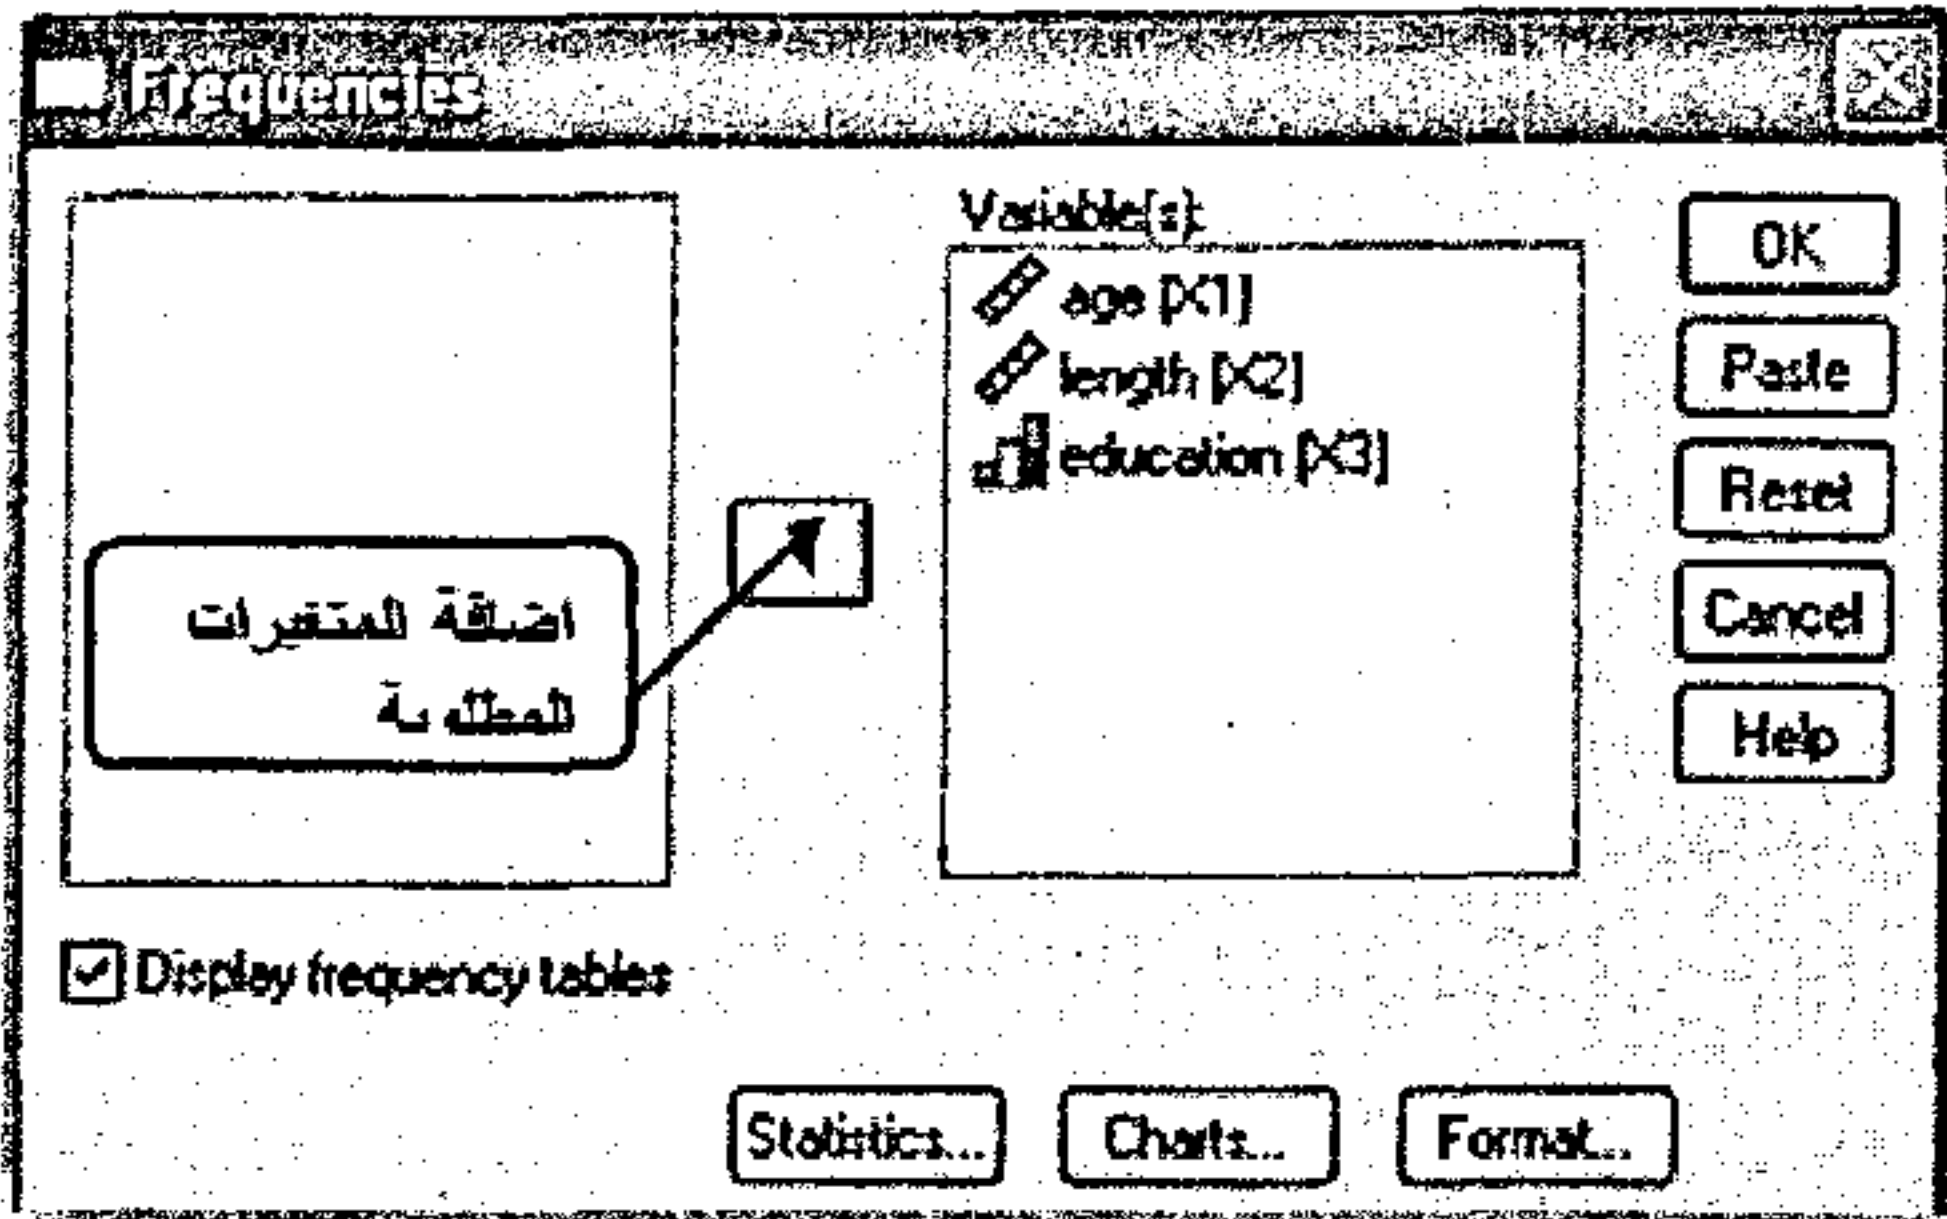 Frequencies
Variable(s):
age [X1]
length [X2]
education [X3]
OK
Paste
Reset
Cancel
Help
اضافة المتغيرات
المطلوبة
Display frequency tables
Statistics...
Charts...
Format...